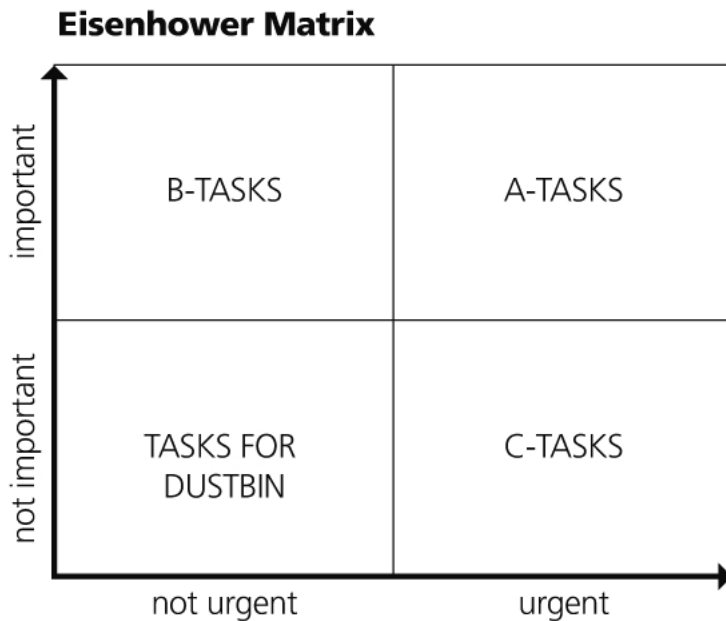 Eisenhower Matrix
important
B-TASKS
A-TASKS
not important
TASKS FOR
DUSTBIN
C-TASKS
not urgent
urgent